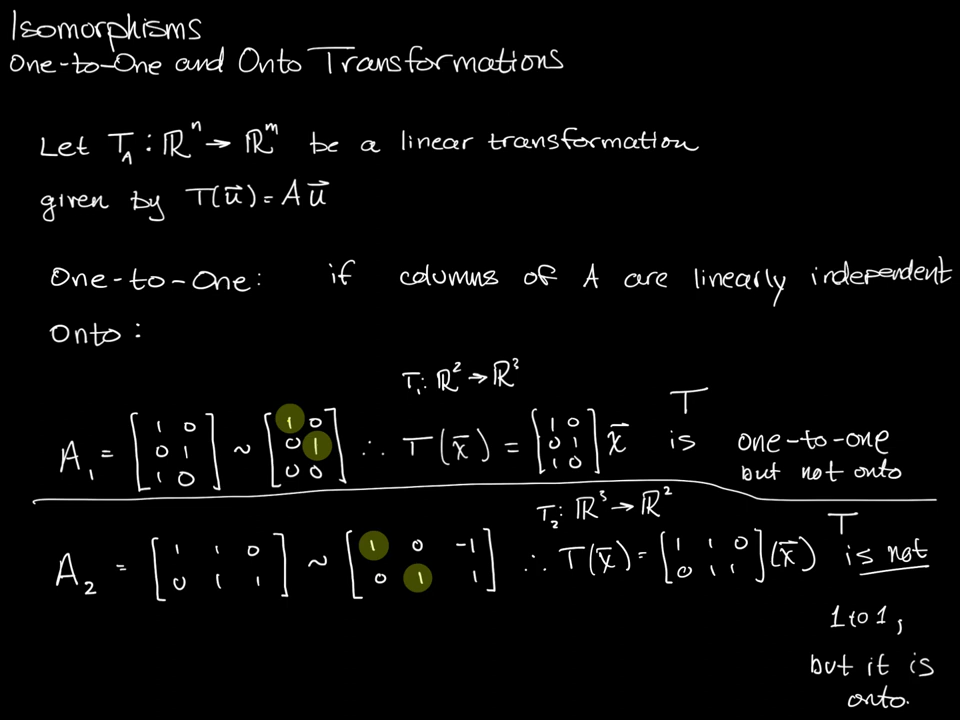 Isomorphisms
One-to-One and Onto Transformations
Let T_A : ℝⁿ → ℝᵐ be a linear transformation
given by T(u⃗) = A u⃗
One-to-One: if columns of A are linearly independent
Onto:
T₁: ℝ² → ℝ³
A₁ = [1 0; 0 1; 1 0] ~ [1 0; 0 1; 0 0] ∴ T(x̄) = [1 0; 0 1; 1 0] x̄ T is one-to-one
but not onto
T₂: ℝ³ → ℝ²
A₂ = [1 1 0; 0 1 1] ~ [1 0 -1; 0 1 1] ∴ T(x̄) = [1 1 0; 0 1 1](x̄) T is not
1 to 1,
but it is
onto.